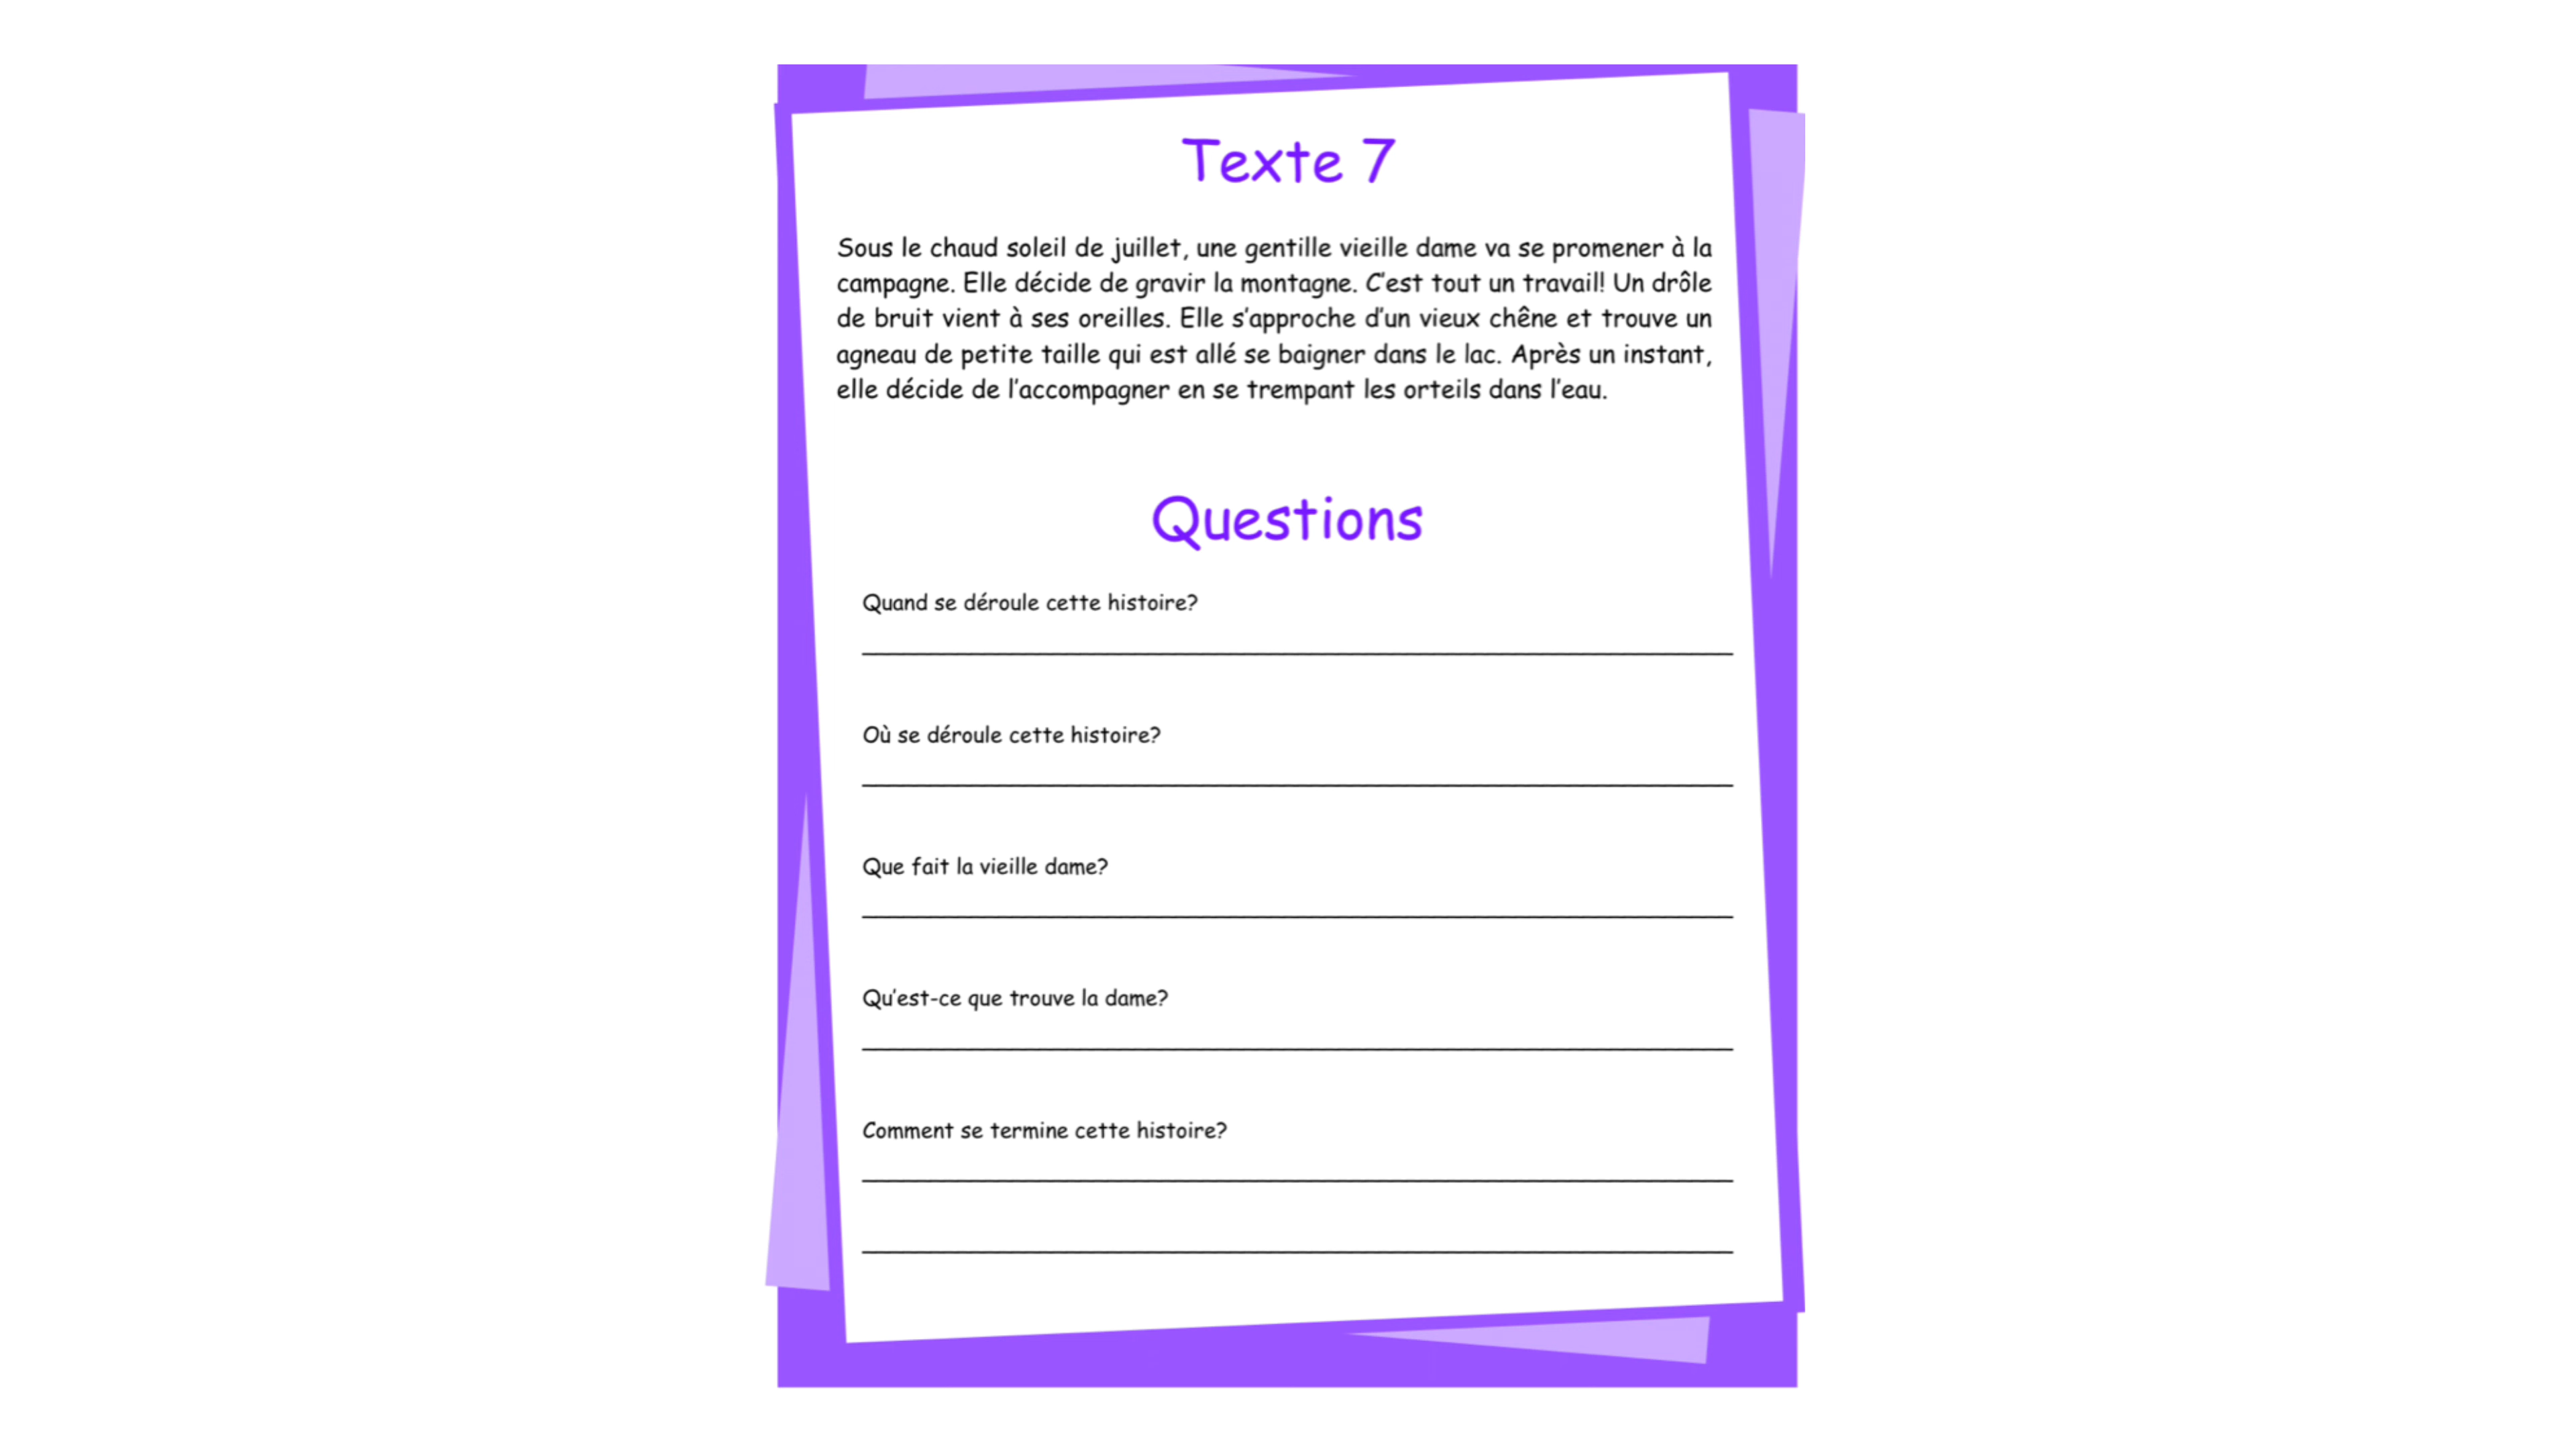 Texte 7
Sous le chaud soleil de juillet, une gentille vieille dame va se promener à la
campagne. Elle décide de gravir la montagne. C'est tout un travail! Un drôle
de bruit vient à ses oreilles. Elle s'approche d'un vieux chêne et trouve un
agneau de petite taille qui est allé se baigner dans le lac. Après un instant,
elle décide de l'accompagner en se trempant les orteils dans l'eau.
Questions
Quand se déroule cette histoire?
Où se déroule cette histoire?
Que fait la vieille dame?
Qu'est-ce que trouve la dame?
Comment se termine cette histoire?